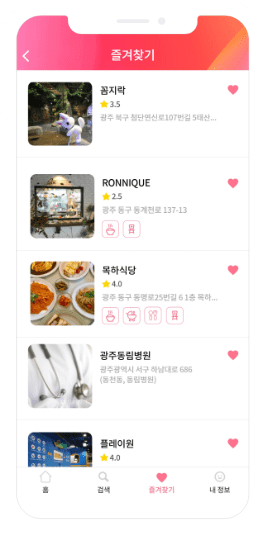 즐겨찾기
꼼지락
3.5
광주 북구 첨단연신로107번길 5대산...
RONNIQUE
2.5
광주 동구 동계천로 137-13
목하식당
4.0
광주 동구 동명로25번길 6 1층 목하...
광주동림병원
광주광역시 서구 하남대로 686
(동천동, 동림병원)
플레이원
4.0
홈 검색 즐겨찾기 내 정보